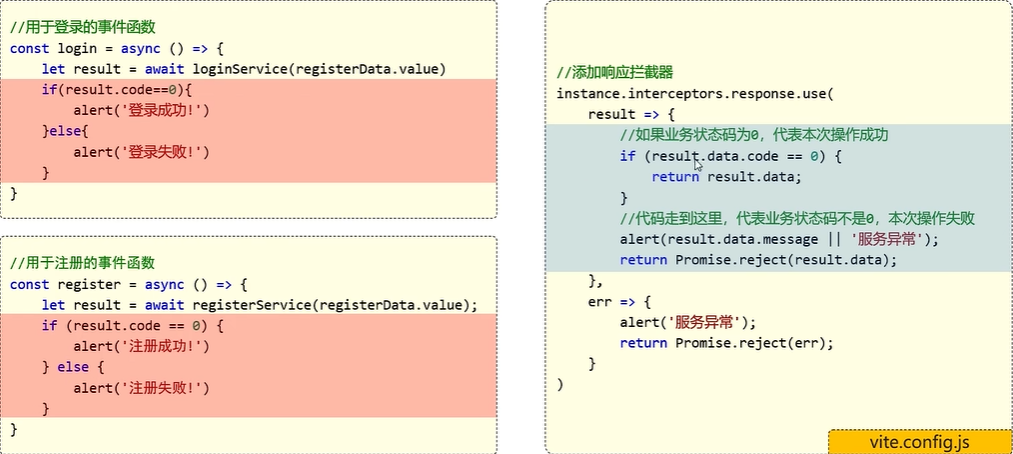 //用于登录的事件函数
const login = async () => {
    let result = await loginService(registerData.value)
    if(result.code==0){
        alert('登录成功!')
    }else{
        alert('登录失败!')
    }
}
//用于注册的事件函数
const register = async () => {
    let result = await registerService(registerData.value);
    if (result.code == 0) {
        alert('注册成功!')
    } else {
        alert('注册失败!')
    }
}
//添加响应拦截器
instance.interceptors.response.use(
    result => {
        //如果业务状态码为0，代表本次操作成功
        if (result.data.code == 0) {
            return result.data;
        }
        //代码走到这里，代表业务状态码不是0，本次操作失败
        alert(result.data.message || '服务异常');
        return Promise.reject(result.data);
    },
    err => {
        alert('服务异常');
        return Promise.reject(err);
    }
)
vite.config.js